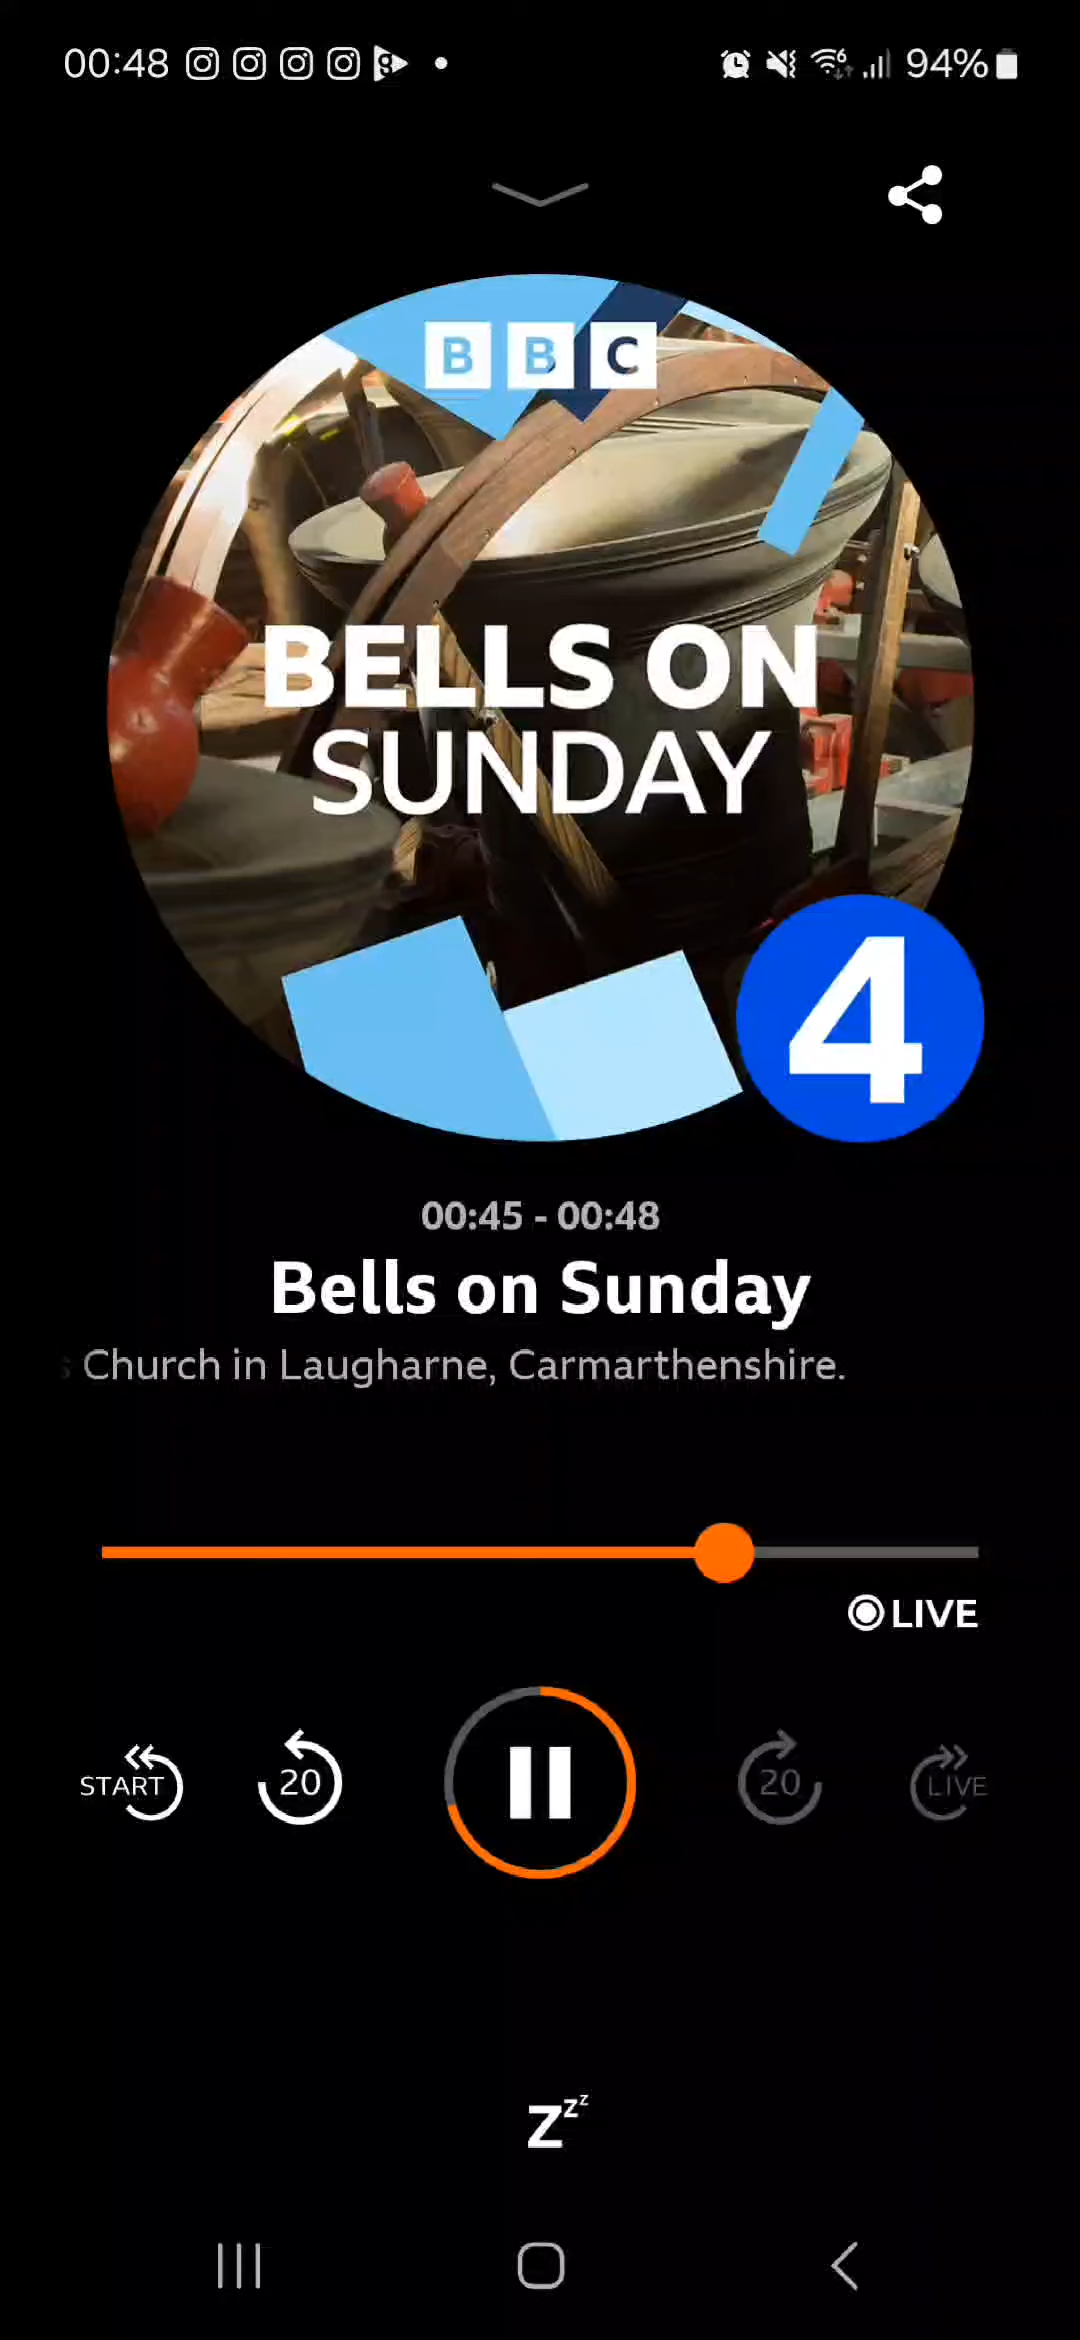 00:48
94%
BBC
BELLS ON
SUNDAY
4
00:45 - 00:48
Bells on Sunday
Church in Laugharne, Carmarthenshire.
LIVE
START
20
20
LIVE
Zzz